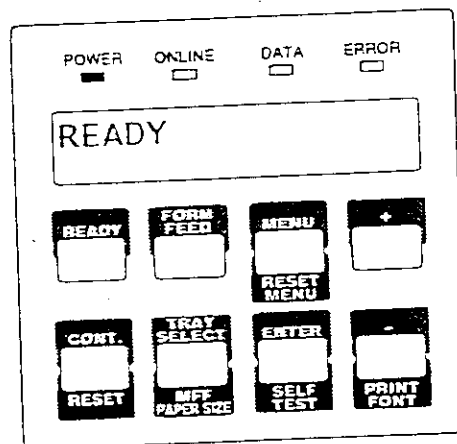 POWER ONLINE DATA ERROR
READY
READY FORM FEED MENU +
RESET MENU
CONT. TRAY SELECT ENTER -
RESET MFF PAPER SIZE SELF TEST PRINT FONT